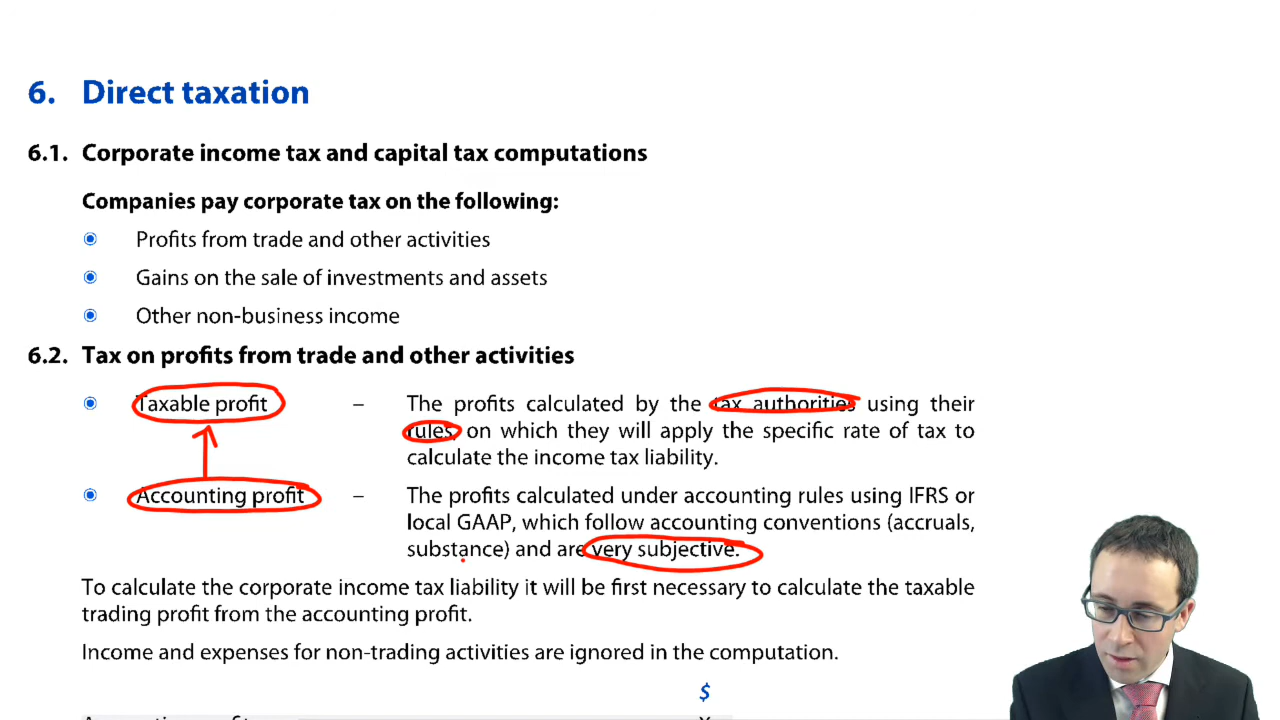 6. Direct taxation
6.1. Corporate income tax and capital tax computations
Companies pay corporate tax on the following:
Profits from trade and other activities
Gains on the sale of investments and assets
Other non-business income
6.2. Tax on profits from trade and other activities
Taxable profit – The profits calculated by the tax authorities using their
rules, on which they will apply the specific rate of tax to
calculate the income tax liability.
Accounting profit – The profits calculated under accounting rules using IFRS or
local GAAP, which follow accounting conventions (accruals,
substance) and are very subjective.
To calculate the corporate income tax liability it will be first necessary to calculate the taxable
trading profit from the accounting profit.
Income and expenses for non-trading activities are ignored in the computation.
$